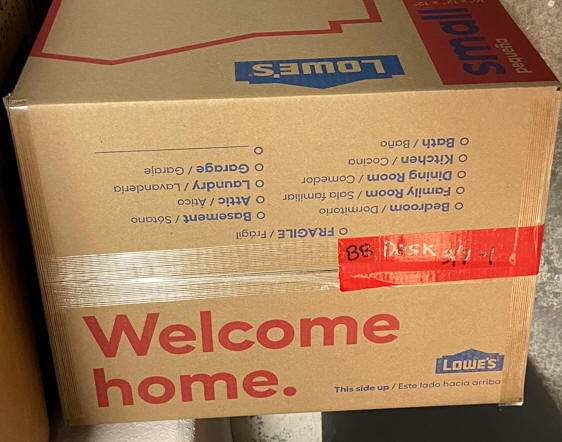 small
pequeña
LOWE'S
Bath / Baño
Kitchen / Cocina
Dining Room / Comedor
Family Room / Sala familiar
Bedroom / Dormitorio
Garage / Garaje
Laundry / Lavandería
Attic / Ático
Basement / Sótano
FRAGILE / Frágil
BB
Welcome
home.
LOWE'S
This side up / Este lado hacia arriba